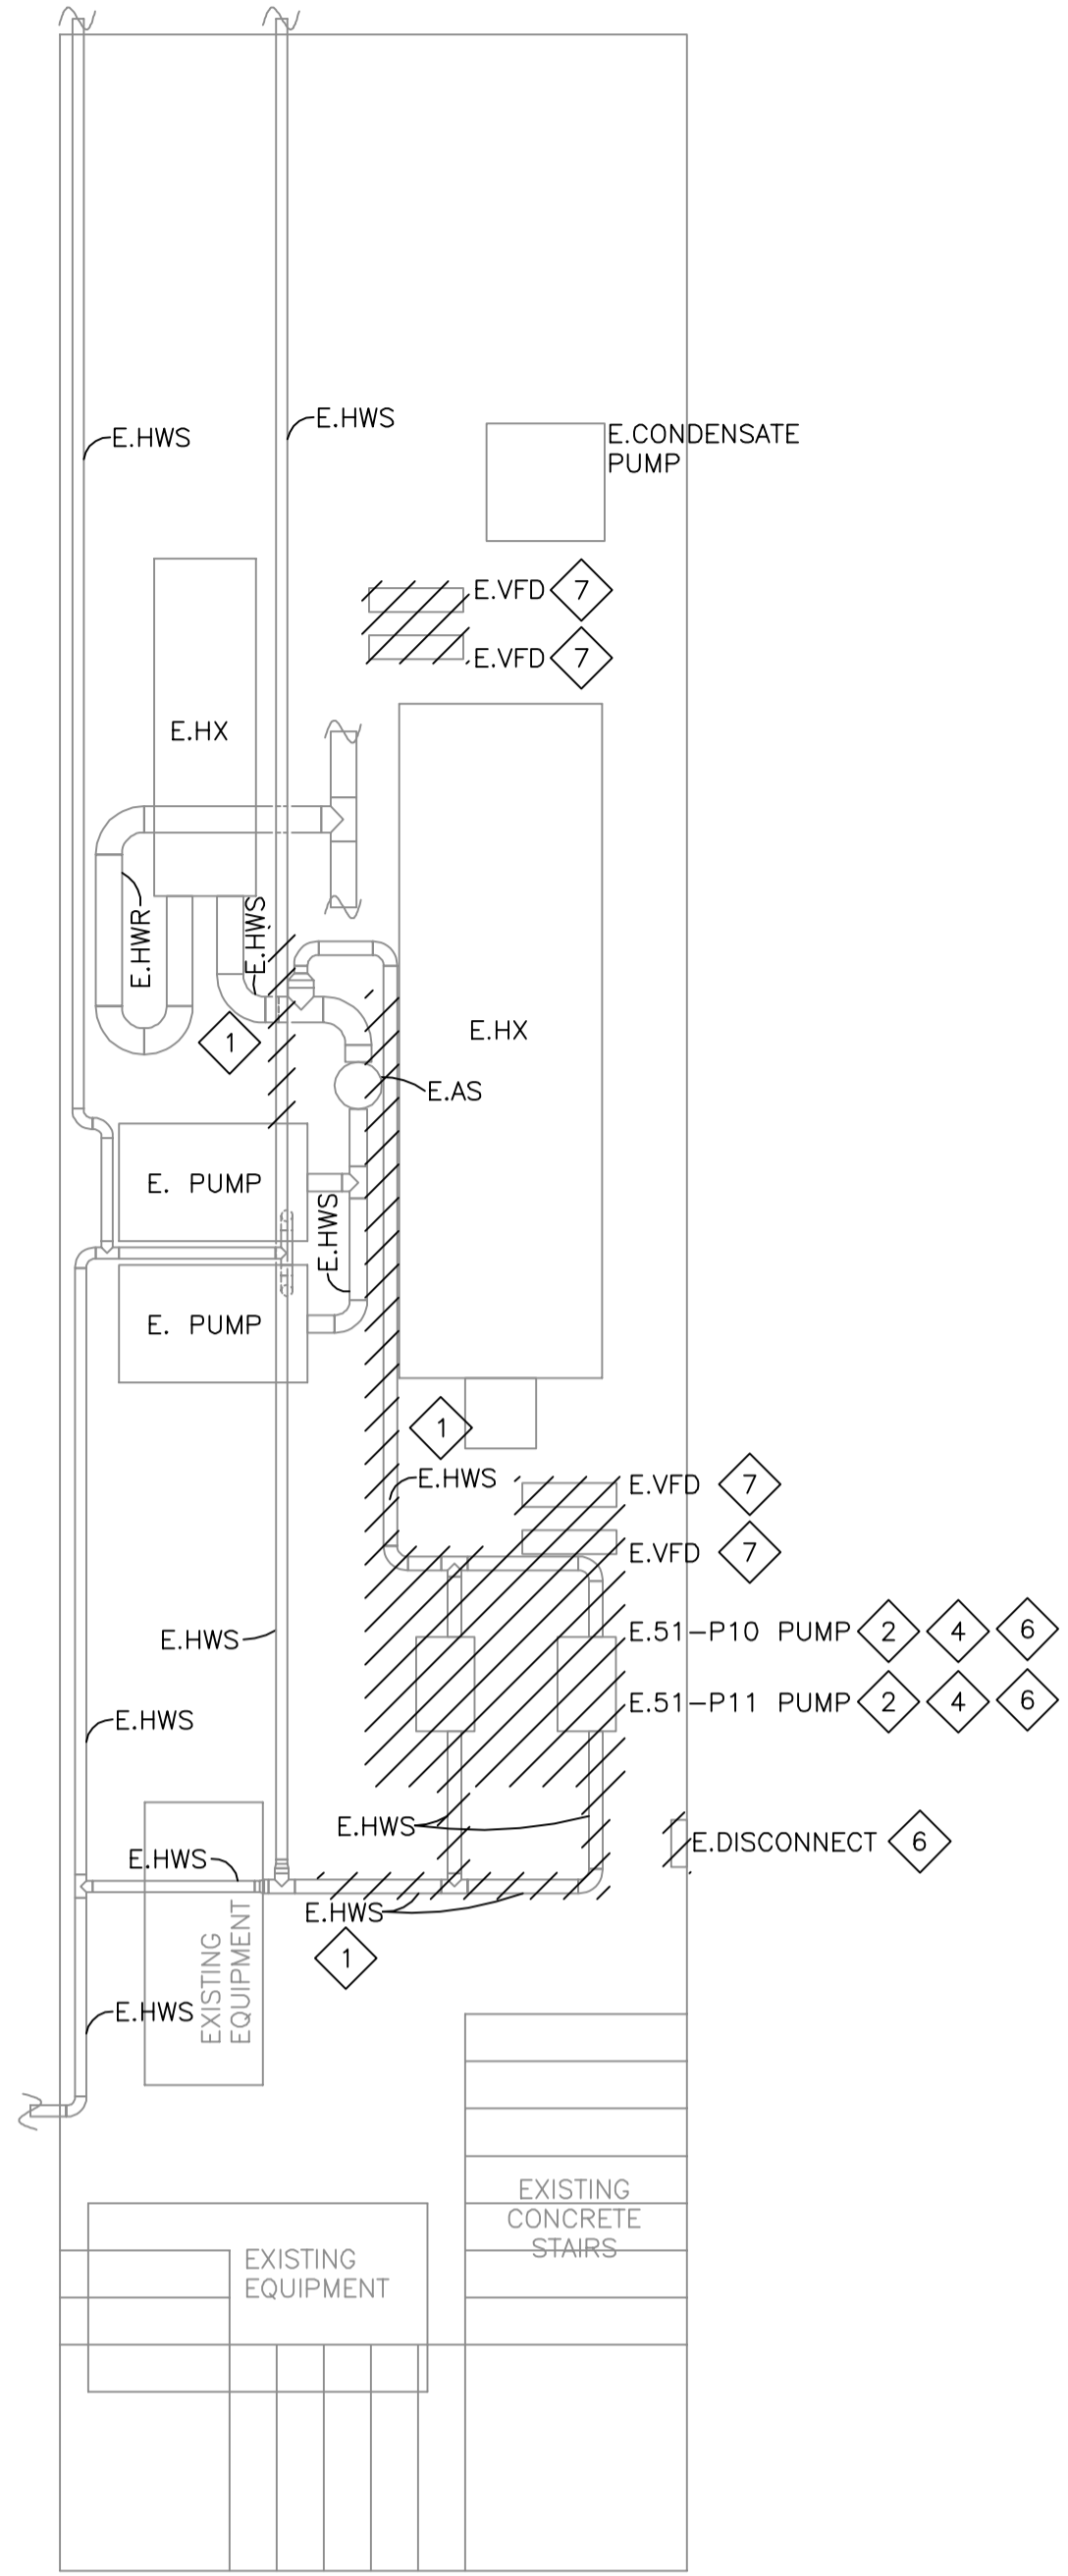 E.HWS
E.HWS
E.CONDENSATE
PUMP
E.VFD 7
E.VFD 7
E.HX
E.HWR
E.HWS
1
E.HX
E.AS
E. PUMP
E.HWS
E. PUMP
1
E.HWS
E.VFD 7
E.VFD 7
E.51-P10 PUMP 2 4 6
E.HWS
E.51-P11 PUMP 2 4 6
E.HWS
E.HWS
E.DISCONNECT 6
E.HWS
E.HWS
1
EXISTING
EQUIPMENT
E.HWS
EXISTING
CONCRETE
STAIRS
EXISTING
EQUIPMENT